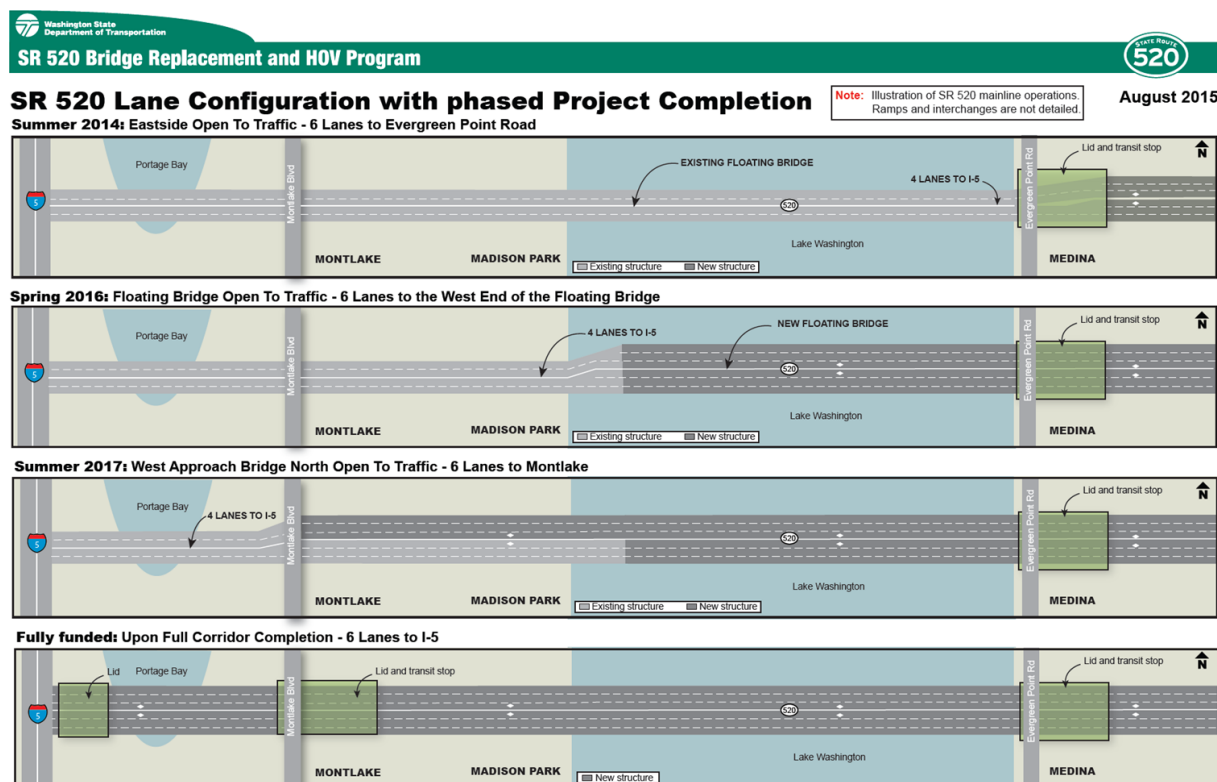 Washington State
Department of Transportation
SR 520 Bridge Replacement and HOV Program
STATE ROUTE
520
SR 520 Lane Configuration with phased Project Completion
Note: Illustration of SR 520 mainline operations.
Ramps and interchanges are not detailed.
August 2015
Summer 2014: Eastside Open To Traffic - 6 Lanes to Evergreen Point Road
Portage Bay
Montlake Blvd
EXISTING FLOATING BRIDGE
4 LANES TO I-5
Evergreen Point Rd
Lid and transit stop
N
5
520
Lake Washington
MONTLAKE
MADISON PARK
Existing structure
New structure
MEDINA
Spring 2016: Floating Bridge Open To Traffic - 6 Lanes to the West End of the Floating Bridge
Portage Bay
Montlake Blvd
4 LANES TO I-5
NEW FLOATING BRIDGE
Evergreen Point Rd
Lid and transit stop
N
5
520
Lake Washington
MONTLAKE
MADISON PARK
Existing structure
New structure
MEDINA
Summer 2017: West Approach Bridge North Open To Traffic - 6 Lanes to Montlake
Portage Bay
4 LANES TO I-5
Montlake Blvd
Evergreen Point Rd
Lid and transit stop
N
5
520
Lake Washington
MONTLAKE
MADISON PARK
Existing structure
New structure
MEDINA
Fully funded: Upon Full Corridor Completion - 6 Lanes to I-5
Lid
Portage Bay
Montlake Blvd
Lid and transit stop
Evergreen Point Rd
Lid and transit stop
N
5
520
Lake Washington
MONTLAKE
MADISON PARK
New structure
MEDINA